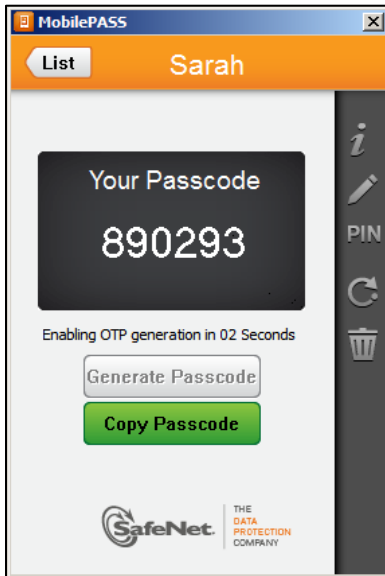 MobilePASS
List
Sarah
Your Passcode
890293
PIN
Enabling OTP generation in 02 Seconds
Generate Passcode
Copy Passcode
SafeNet.
THE
DATA
PROTECTION
COMPANY